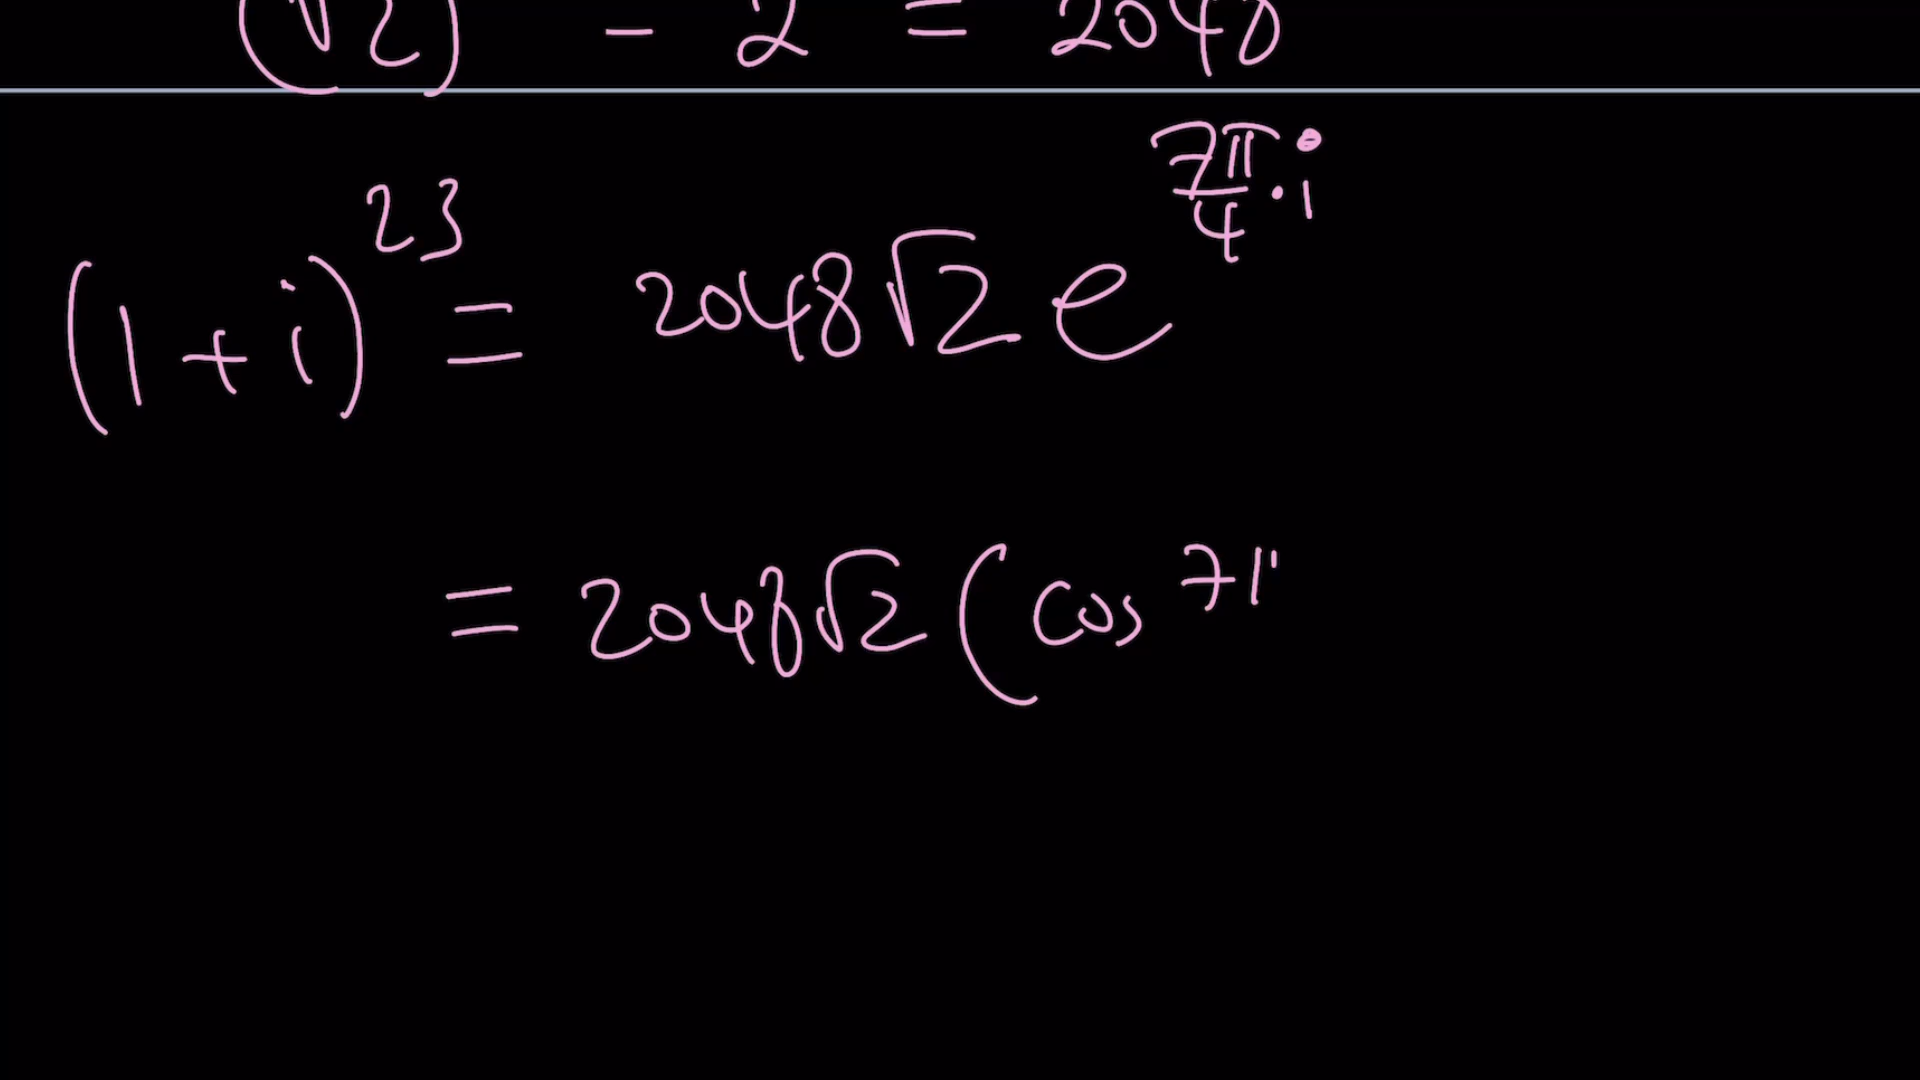 (√2) - 2 = 2048
(1+i)^23 = 2048√2 e^(7π/4 · i)
= 2048√2 (cos 7π